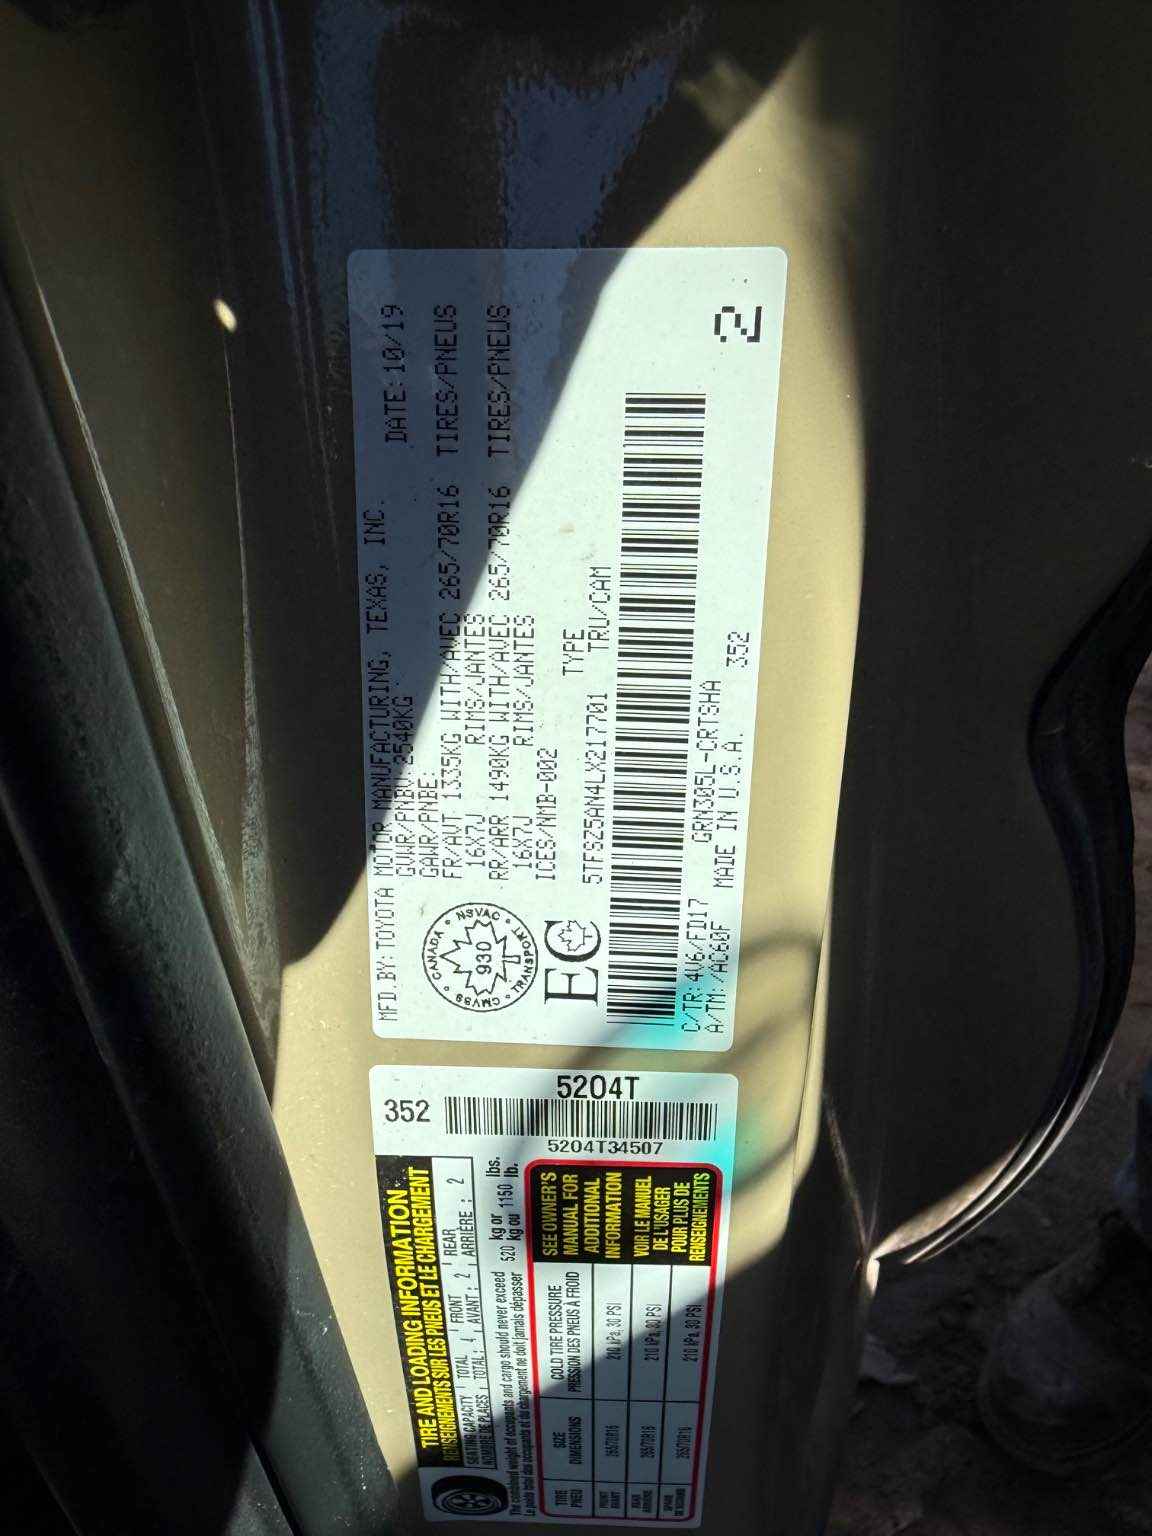 MFD.BY: TOYOTA MOTOR MANUFACTURING, TEXAS, INC. DATE:10/19
GVWR/PNBV:2540KG
GAWR/PNBE:
FR/AVT 1335KG WITH/AVEC 265/70R16 TIRES/PNEUS
16X7J RIMS/JANTES
RR/ARR 1490KG WITH/AVEC 265/70R16 TIRES/PNEUS
16X7J RIMS/JANTES
ICES/NMB-002
CANADA • NSVAC • TRANSPORT • CMVSS
930
EC
5TFSZ5AN4LX217701 TYPE
TRU/CAM
C/TR:4V6/FD17 GRN305L-CRTSHA
A/TM: /AC60F MADE IN U.S.A. 352
2
352
5204T
5204T34507
TIRE AND LOADING INFORMATION
RENSEIGNEMENTS SUR LES PNEUS ET LE CHARGEMENT
SEATING CAPACITY TOTAL 4 FRONT 2 REAR 2
NOMBRE DE PLACES TOTAL: AVANT: ARRIÈRE:
The combined weight of occupants and cargo should never exceed 520 kg or 1150 lbs.
Le poids total des occupants et du chargement ne doit jamais dépasser kg ou lb.
TIRE SIZE COLD TIRE PRESSURE
PNEU DIMENSIONS PRESSION DES PNEUS À FROID
FRONT 265/70R16 210 kPa, 30 PSI
AVANT
REAR 265/70R16 210 kPa, 30 PSI
ARRIÈRE
SPARE 265/70R16 210 kPa, 30 PSI
DE SECOURS
SEE OWNER'S
MANUAL FOR
ADDITIONAL
INFORMATION
VOIR LE MANUEL
DE L'USAGER
POUR PLUS DE
RENSEIGNEMENTS